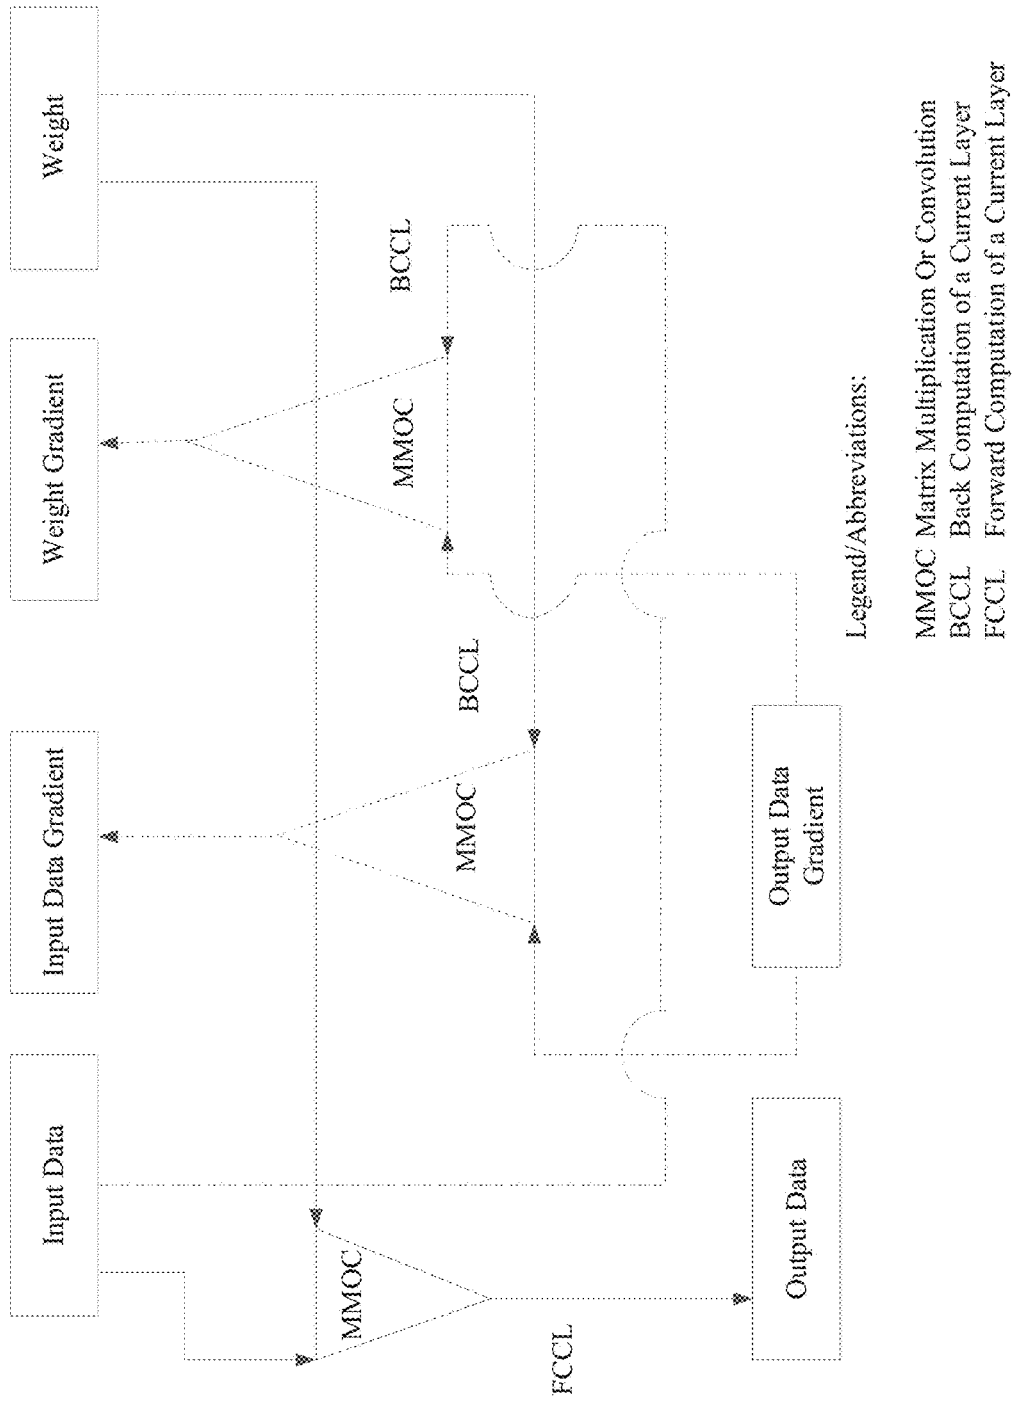 Weight
Weight Gradient
Input Data Gradient
Input Data
BCCL
MMOC
BCCL
MMOC
MMOC
FCCL
Output Data
Gradient
Output Data
Legend/Abbreviations:
MMOC Matrix Multiplication Or Convolution
BCCL Back Computation of a Current Layer
FCCL Forward Computation of a Current Layer